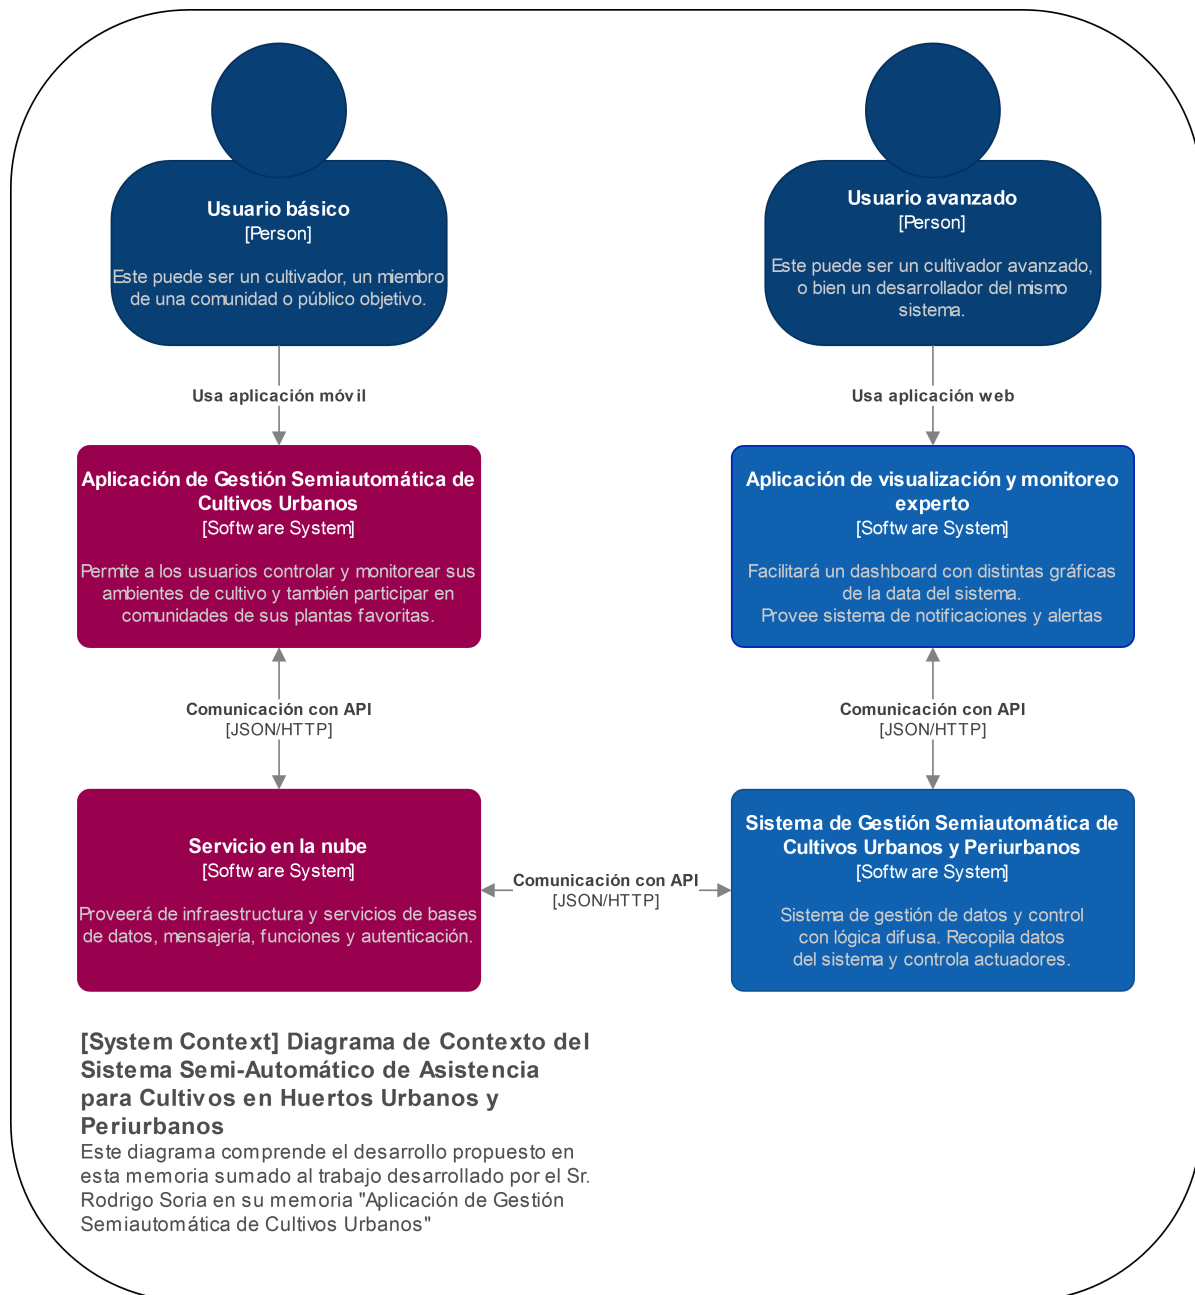 Usuario básico
[Person]
Este puede ser un cultivador, un miembro
de una comunidad o público objetivo.
Usuario avanzado
[Person]
Este puede ser un cultivador avanzado,
o bien un desarrollador del mismo
sistema.
Usa aplicación móvil
Usa aplicación web
Aplicación de Gestión Semiautomática de
Cultivos Urbanos
[Software System]
Permite a los usuarios controlar y monitorear sus
ambientes de cultivo y también participar en
comunidades de sus plantas favoritas.
Aplicación de visualización y monitoreo
experto
[Software System]
Facilitará un dashboard con distintas gráficas
de la data del sistema.
Provee sistema de notificaciones y alertas
Comunicación con API
[JSON/HTTP]
Comunicación con API
[JSON/HTTP]
Servicio en la nube
[Software System]
Proveerá de infraestructura y servicios de bases
de datos, mensajería, funciones y autenticación.
Comunicación con API
[JSON/HTTP]
Sistema de Gestión Semiautomática de
Cultivos Urbanos y Periurbanos
[Software System]
Sistema de gestión de datos y control
con lógica difusa. Recopila datos
del sistema y controla actuadores.
[System Context] Diagrama de Contexto del
Sistema Semi-Automático de Asistencia
para Cultivos en Huertos Urbanos y
Periurbanos
Este diagrama comprende el desarrollo propuesto en
esta memoria sumado al trabajo desarrollado por el Sr.
Rodrigo Soria en su memoria "Aplicación de Gestión
Semiautomática de Cultivos Urbanos"